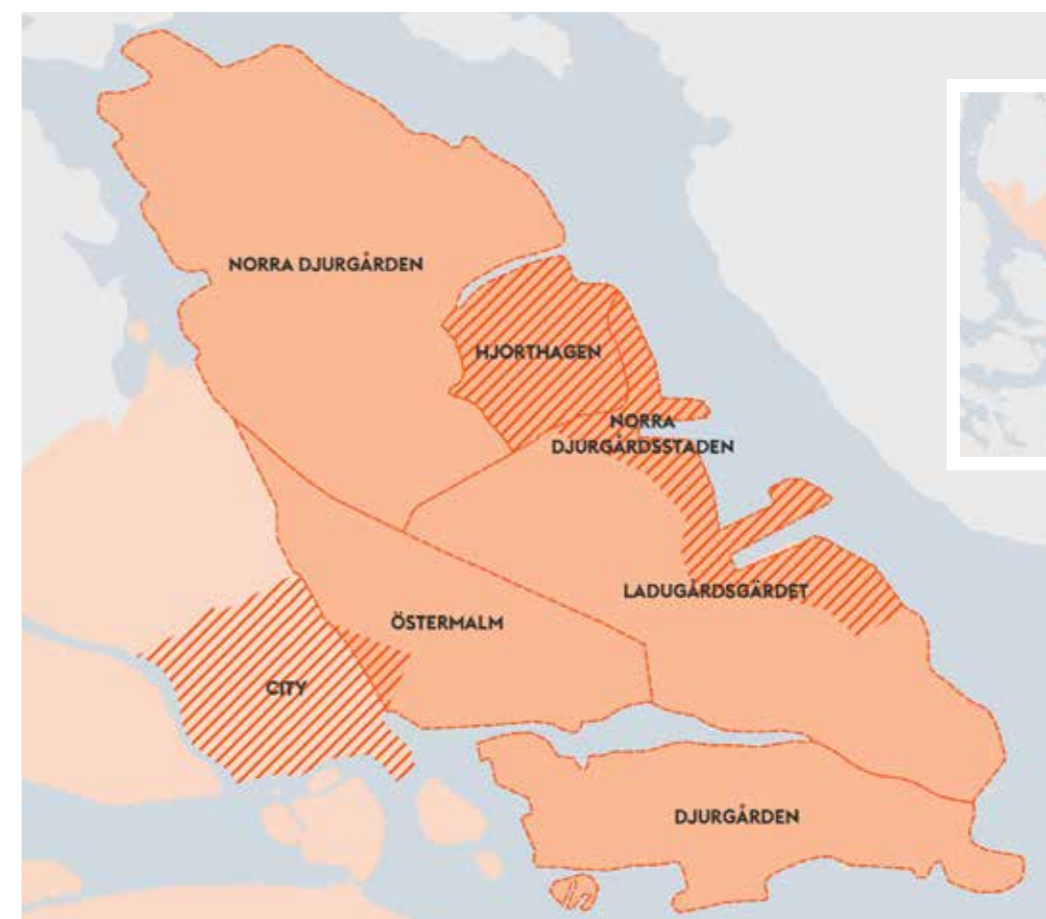 NORRA DJURGÅRDEN
HJORTHAGEN
NORRA
DJURGÅRDSSTADEN
LADUGÅRDSGÄRDET
ÖSTERMALM
CITY
DJURGÅRDEN